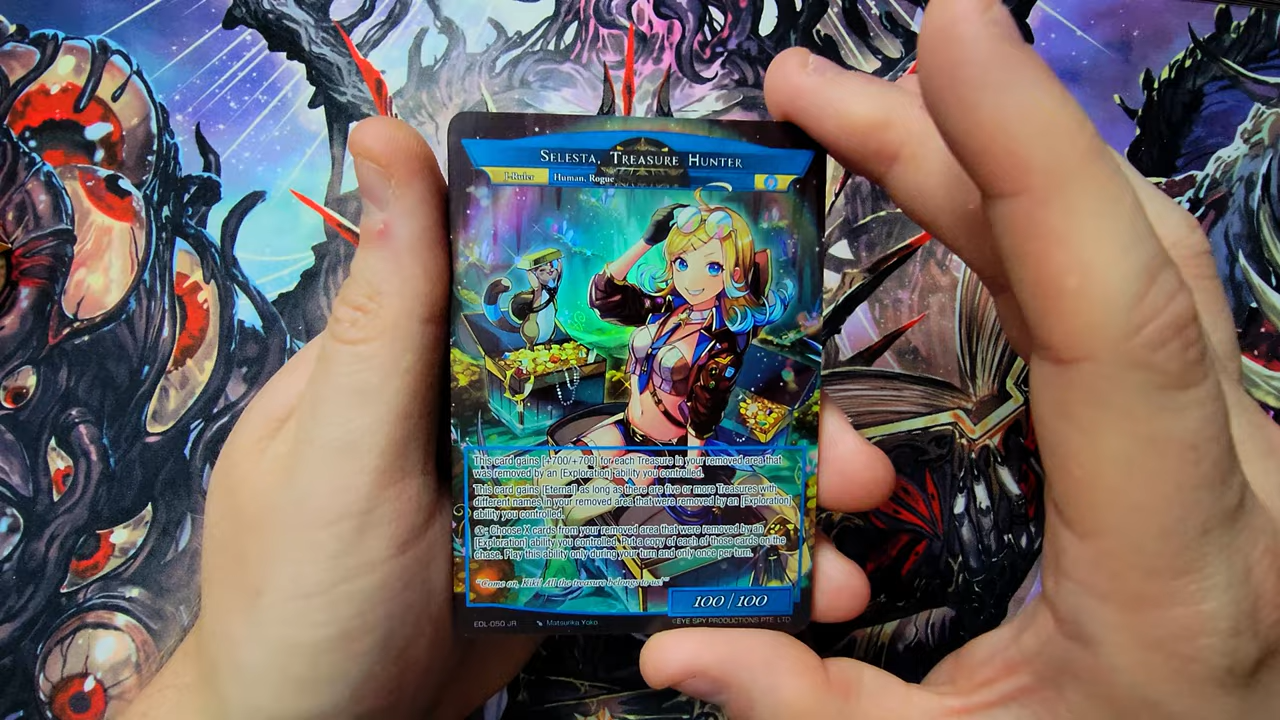 SELESTA, TREASURE HUNTER
J-Ruler Human, Rogue
This card gains [+700/+700] for each Treasure in your removed area that
was removed by an [Exploration] ability you controlled.
This card gains [Eternal] as long as there are five or more Treasures with
different names in your removed area that were removed by an [Exploration]
ability you controlled.
: Choose X cards from your removed area that were removed by an
[Exploration] ability you controlled. Put a copy of each of those cards on the
chase. Play this ability only during your turn and only once per turn.
"Come on, Kiki! All the treasure belongs to us!"
100 / 100
EDL-050 JR Matsurika Yoko ©EYE SPY PRODUCTIONS PTE. LTD.